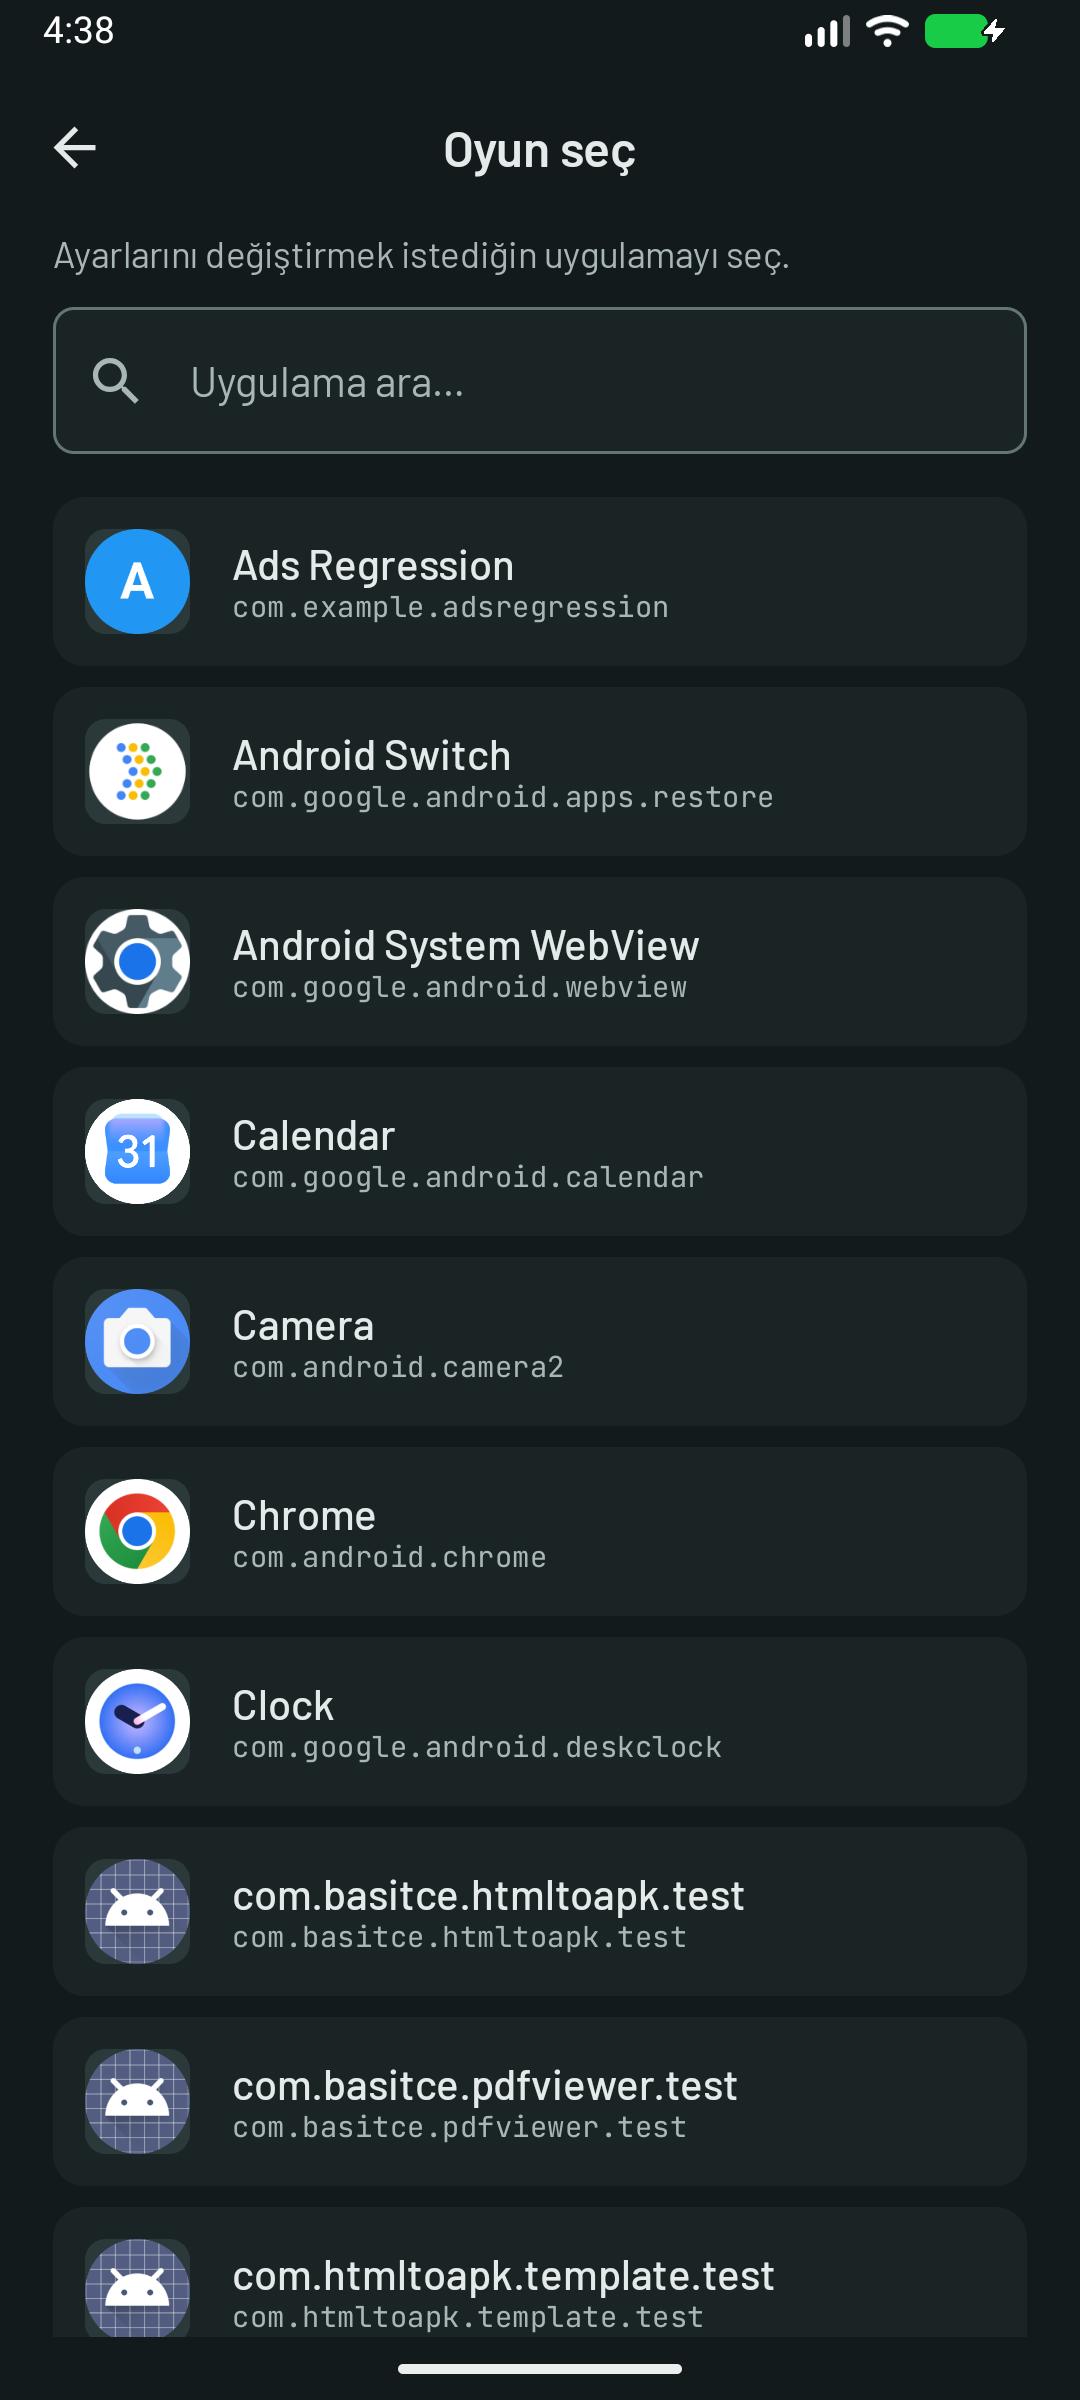 4:38
Oyun seç
Ayarlarını değiştirmek istediğin uygulamayı seç.
Uygulama ara...
A
Ads Regression
com.example.adsregression
Android Switch
com.google.android.apps.restore
Android System WebView
com.google.android.webview
31
Calendar
com.google.android.calendar
Camera
com.android.camera2
Chrome
com.android.chrome
Clock
com.google.android.deskclock
com.basitce.htmltoapk.test
com.basitce.htmltoapk.test
com.basitce.pdfviewer.test
com.basitce.pdfviewer.test
com.htmltoapk.template.test
com.htmltoapk.template.test